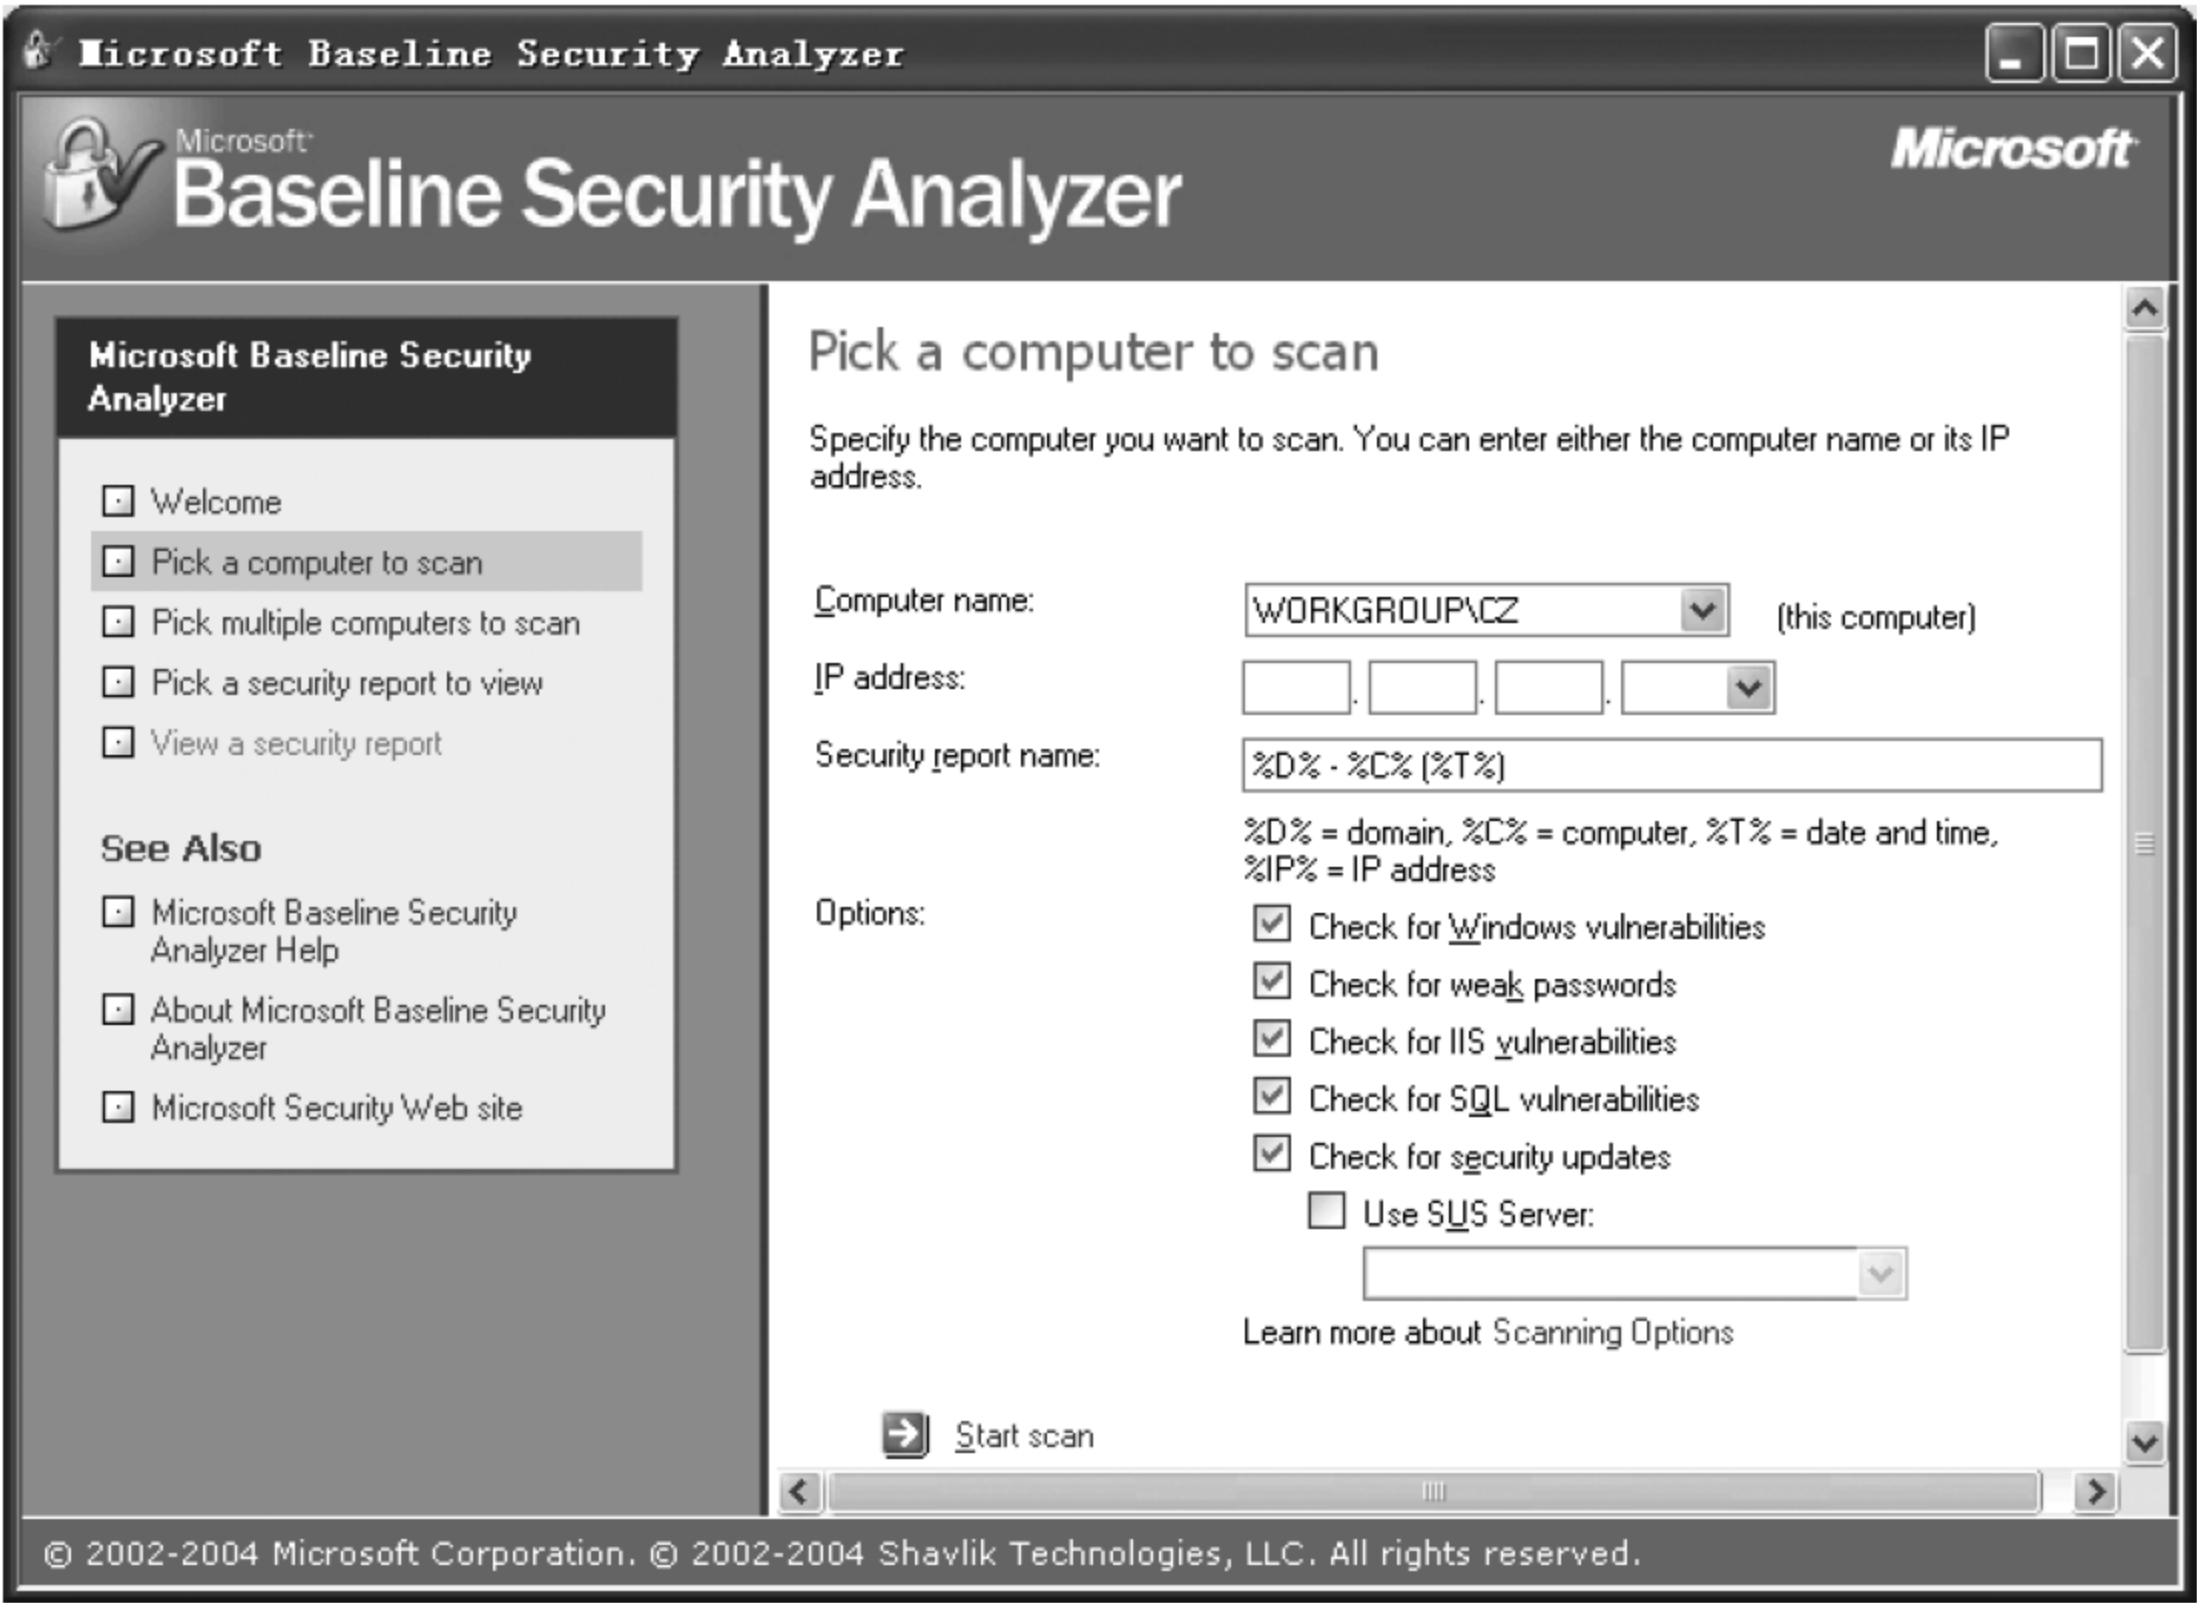 Microsoft Baseline Security Analyzer
Microsoft
Baseline Security Analyzer
Microsoft
Microsoft Baseline Security
Analyzer
Welcome
Pick a computer to scan
Pick multiple computers to scan
Pick a security report to view
View a security report
See Also
Microsoft Baseline Security
Analyzer Help
About Microsoft Baseline Security
Analyzer
Microsoft Security Web site
Pick a computer to scan
Specify the computer you want to scan. You can enter either the computer name or its IP
address.
Computer name: WORKGROUP\CZ (this computer)
IP address: . . .
Security report name: %D% - %C% (%T%)
%D% = domain, %C% = computer, %T% = date and time,
%IP% = IP address
Options: Check for Windows vulnerabilities
Check for weak passwords
Check for IIS vulnerabilities
Check for SQL vulnerabilities
Check for security updates
Use SUS Server:
Learn more about Scanning Options
Start scan
© 2002-2004 Microsoft Corporation. © 2002-2004 Shavlik Technologies, LLC. All rights reserved.